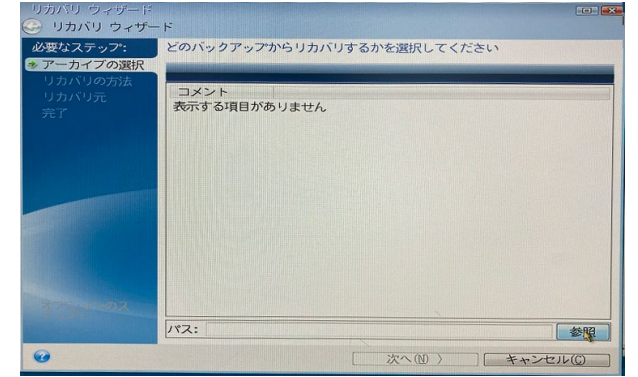 リカバリ ウィザード
リカバリ ウィザード
必要なステップ:
アーカイブの選択
リカバリの方法
リカバリ元
完了
どのバックアップからリカバリするかを選択してください
コメント
表示する項目がありません
パス:
参照
次へ(N) 〉
キャンセル(C)